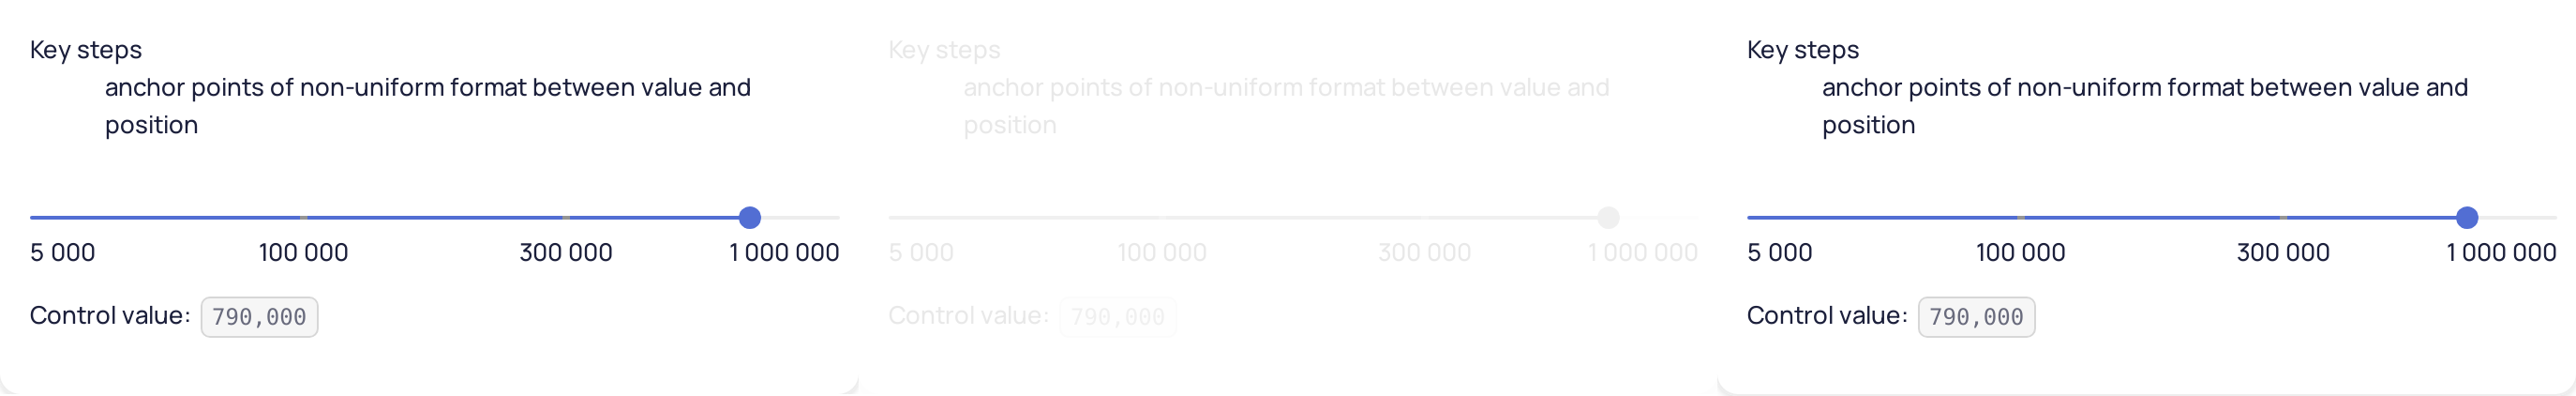 Key steps
anchor points of non-uniform format between value and
position
5 000 100 000 300 000 1 000 000
Control value: 790,000
Key steps
anchor points of non-uniform format between value and
position
5 000 100 000 300 000 1 000 000
Control value: 790,000
Key steps
anchor points of non-uniform format between value and
position
5 000 100 000 300 000 1 000 000
Control value: 790,000